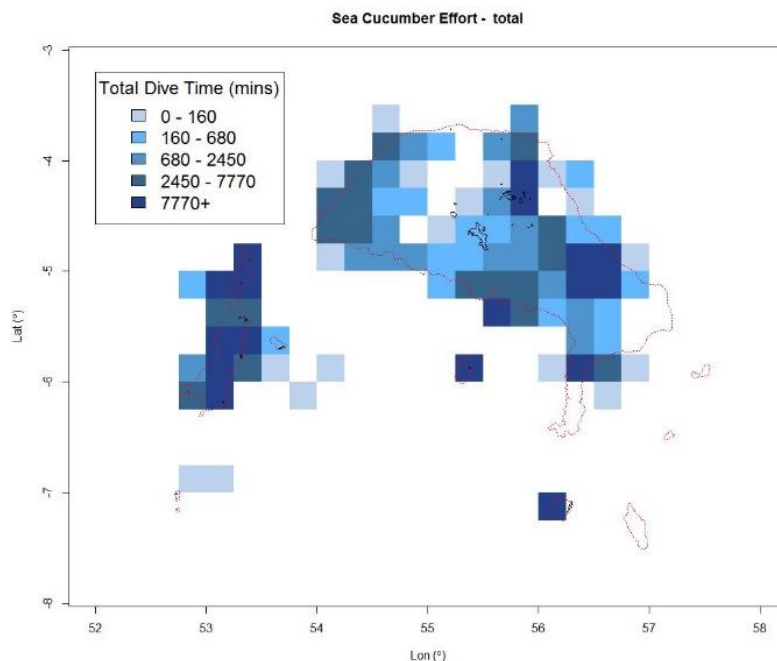 Sea Cucumber Effort - total
Total Dive Time (mins)
0 - 160
160 - 680
680 - 2450
2450 - 7770
7770+
-3
-4
-5
-6
-7
-8
Lat (º)
52
53
54
55
56
57
58
Lon (º)